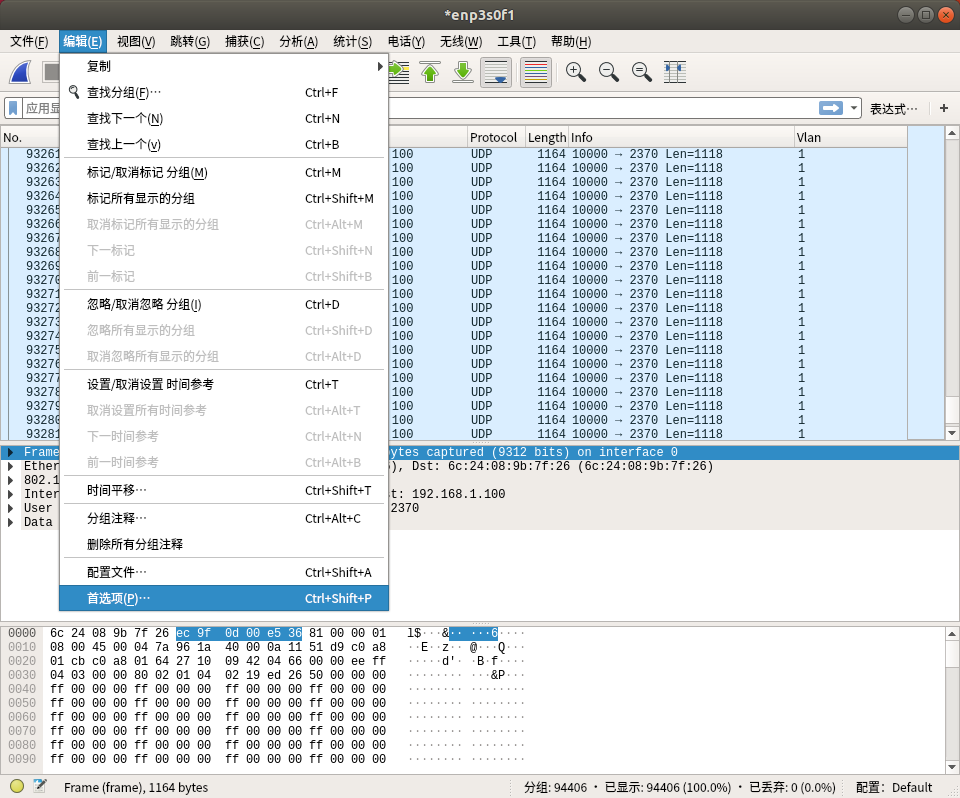 *enp3s0f1
文件(F) 编辑(E) 视图(V) 跳转(G) 捕获(C) 分析(A) 统计(S) 电话(Y) 无线(W) 工具(T) 帮助(H)
应用显 表达式… +
No. Protocol Length Info Vlan
93261 100 UDP 1164 10000 → 2370 Len=1118 1
93262 100 UDP 1164 10000 → 2370 Len=1118 1
93263 100 UDP 1164 10000 → 2370 Len=1118 1
93264 100 UDP 1164 10000 → 2370 Len=1118 1
93265 100 UDP 1164 10000 → 2370 Len=1118 1
93266 100 UDP 1164 10000 → 2370 Len=1118 1
93267 100 UDP 1164 10000 → 2370 Len=1118 1
93268 100 UDP 1164 10000 → 2370 Len=1118 1
93269 100 UDP 1164 10000 → 2370 Len=1118 1
93270 100 UDP 1164 10000 → 2370 Len=1118 1
93271 100 UDP 1164 10000 → 2370 Len=1118 1
93272 100 UDP 1164 10000 → 2370 Len=1118 1
93273 100 UDP 1164 10000 → 2370 Len=1118 1
93274 100 UDP 1164 10000 → 2370 Len=1118 1
93275 100 UDP 1164 10000 → 2370 Len=1118 1
93276 100 UDP 1164 10000 → 2370 Len=1118 1
93277 100 UDP 1164 10000 → 2370 Len=1118 1
93278 100 UDP 1164 10000 → 2370 Len=1118 1
93279 100 UDP 1164 10000 → 2370 Len=1118 1
93280 100 UDP 1164 10000 → 2370 Len=1118 1
93281 100 UDP 1164 10000 → 2370 Len=1118 1
复制
查找分组(F)… Ctrl+F
查找下一个(N) Ctrl+N
查找上一个(v) Ctrl+B
标记/取消标记 分组(M) Ctrl+M
标记所有显示的分组 Ctrl+Shift+M
取消标记所有显示的分组 Ctrl+Alt+M
下一标记 Ctrl+Shift+N
前一标记 Ctrl+Shift+B
忽略/取消忽略 分组(I) Ctrl+D
忽略所有显示的分组 Ctrl+Shift+D
取消忽略所有显示的分组 Ctrl+Alt+D
设置/取消设置 时间参考 Ctrl+T
取消设置所有时间参考 Ctrl+Alt+T
下一时间参考 Ctrl+Alt+N
前一时间参考 Ctrl+Alt+B
时间平移… Ctrl+Shift+T
分组注释… Ctrl+Alt+C
删除所有分组注释
配置文件… Ctrl+Shift+A
首选项(P)… Ctrl+Shift+P
Frame ytes captured (9312 bits) on interface 0
Ether ), Dst: 6c:24:08:9b:7f:26 (6c:24:08:9b:7f:26)
802.1
Inter t: 192.168.1.100
User 2370
Data
0000 6c 24 08 9b 7f 26 ec 9f 0d 00 e5 36 81 00 00 01 l$···&·· ···6····
0010 08 00 45 00 04 7a 96 1a 40 00 0a 11 51 d9 c0 a8 ··E··z·· @···Q···
0020 01 cb c0 a8 01 64 27 10 09 42 04 66 00 00 ee ff ·····d'· ·B·f····
0030 04 03 00 00 80 02 01 04 02 19 ed 26 50 00 00 00 ········ ···&P···
0040 ff 00 00 00 ff 00 00 00 ff 00 00 00 ff 00 00 00 ········ ········
0050 ff 00 00 00 ff 00 00 00 ff 00 00 00 ff 00 00 00 ········ ········
0060 ff 00 00 00 ff 00 00 00 ff 00 00 00 ff 00 00 00 ········ ········
0070 ff 00 00 00 ff 00 00 00 ff 00 00 00 ff 00 00 00 ········ ········
0080 ff 00 00 00 ff 00 00 00 ff 00 00 00 ff 00 00 00 ········ ········
0090 ff 00 00 00 ff 00 00 00 ff 00 00 00 ff 00 00 00 ········ ········
Frame (frame), 1164 bytes 分组: 94406 · 已显示: 94406 (100.0%) · 已丢弃: 0 (0.0%) 配置： Default